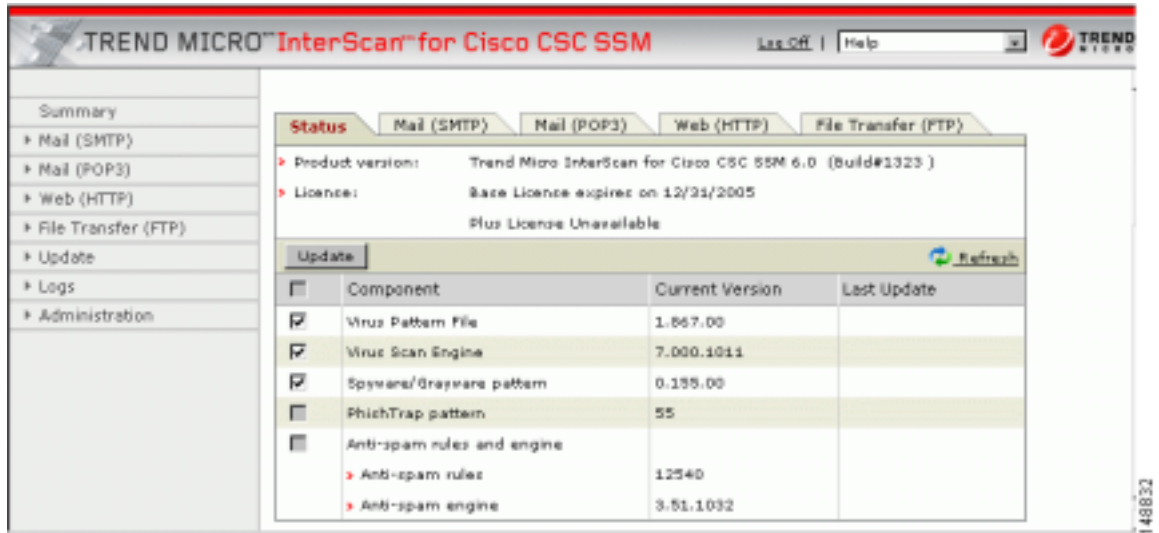 TREND MICRO™ InterScan™ for Cisco CSC SSM
Log Off | Help
TREND MICRO
Summary
Mail (SMTP)
Mail (POP3)
Web (HTTP)
File Transfer (FTP)
Update
Logs
Administration
Status Mail (SMTP) Mail (POP3) Web (HTTP) File Transfer (FTP)
Product version: Trend Micro InterScan for Cisco CSC SSM 6.0 (Build#1323 )
License: Base License expires on 12/31/2005
Plus License Unavailable
Update Refresh
Component Current Version Last Update
Virus Pattern File 1.867.00
Virus Scan Engine 7.000.1011
Spyware/Grayware pattern 0.155.00
PhishTrap pattern 55
Anti-spam rules and engine
Anti-spam rules 12540
Anti-spam engine 3.51.1032
148832